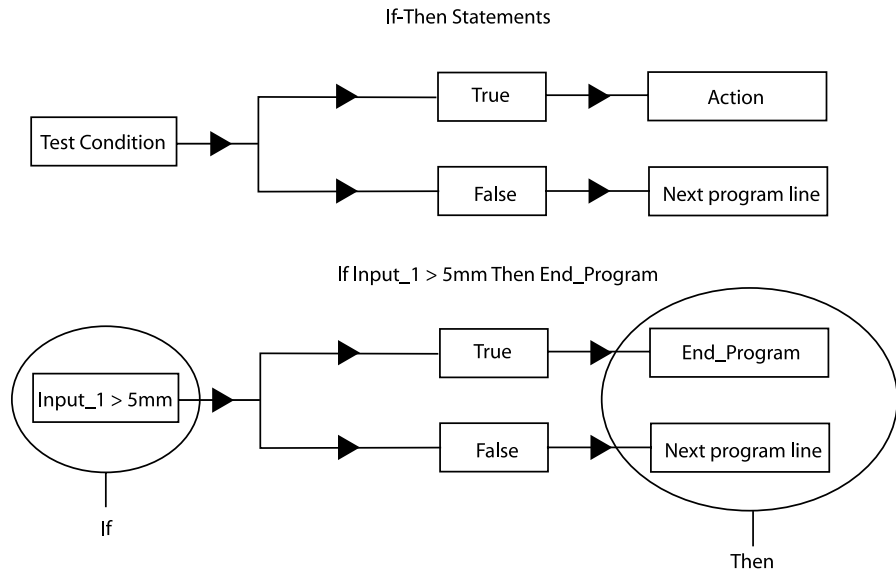 If-Then Statements
True
Action
Test Condition
False
Next program line
If Input_1 > 5mm Then End_Program
True
End_Program
Input_1 > 5mm
False
Next program line
If
Then